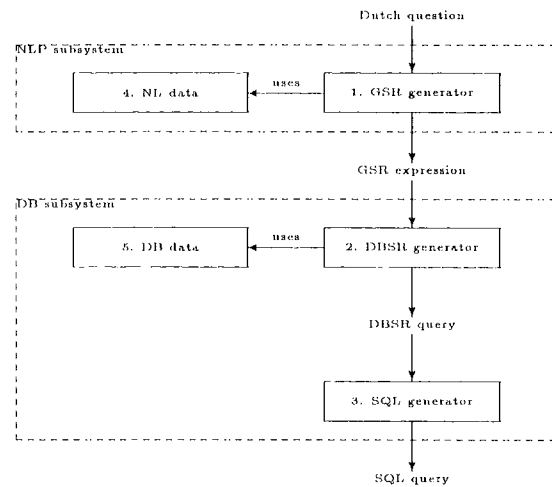 Dutch question
NLP subsystem
4. NL data
uses
1. GSR generator
GSR expression
DB subsystem
5. DB data
uses
2. DBSR generator
DBSR query
3. SQL generator
SQL query